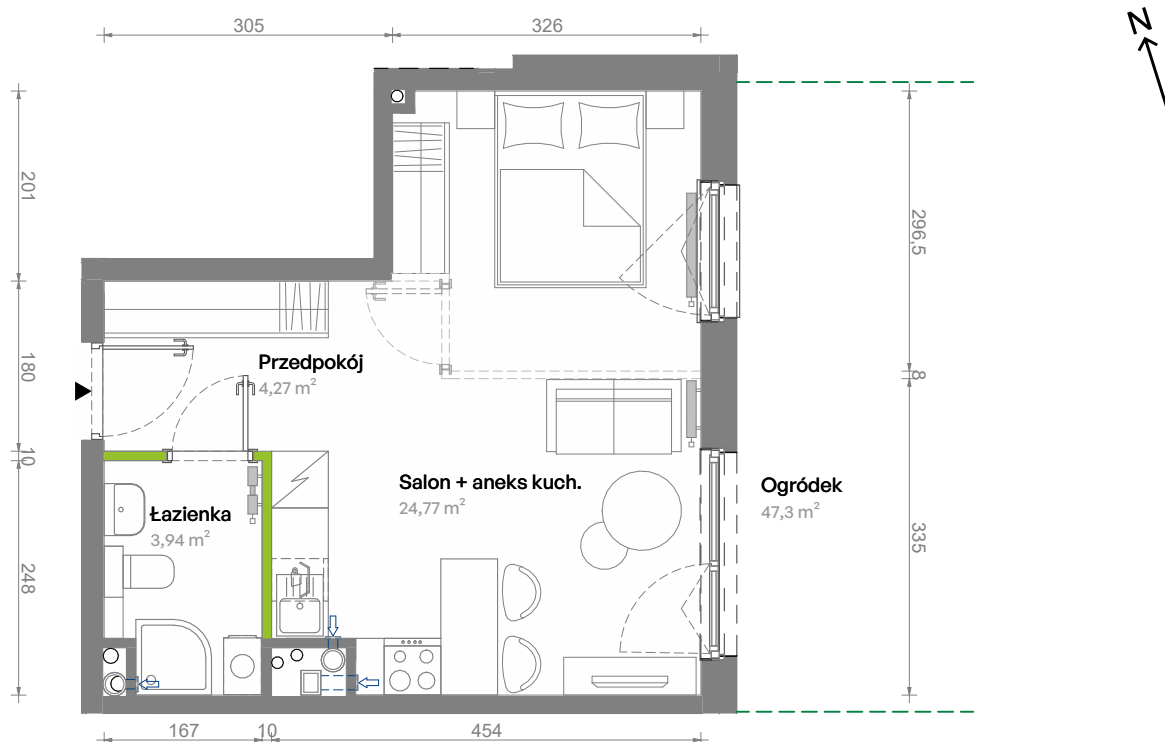 305
326
N
201
296,5
Przedpokój
4,27 m²
180
8
10
Salon + aneks kuch.
24,77 m²
Ogródek
47,3 m²
Łazienka
3,94 m²
335
248
167
10
454